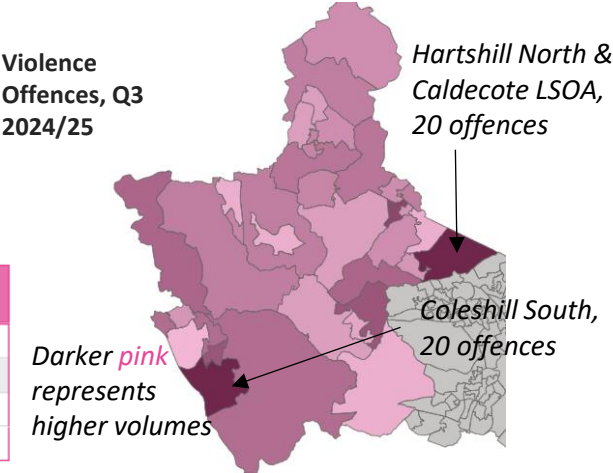 Violence
Offences, Q3
2024/25
Hartshill North &
Caldecote LSOA,
20 offences
Coleshill South,
20 offences
Darker pink
represents
higher volumes